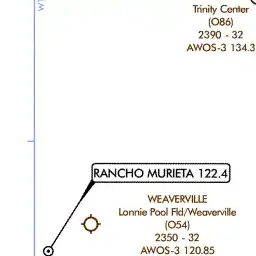 Trinity Center
(O86)
2390 - 32
AWOS-3 134.3
RANCHO MURIETA 122.4
WEAVERVILLE
Lonnie Pool Fld/Weaverville
(O54)
2350 - 32
AWOS-3 120.85